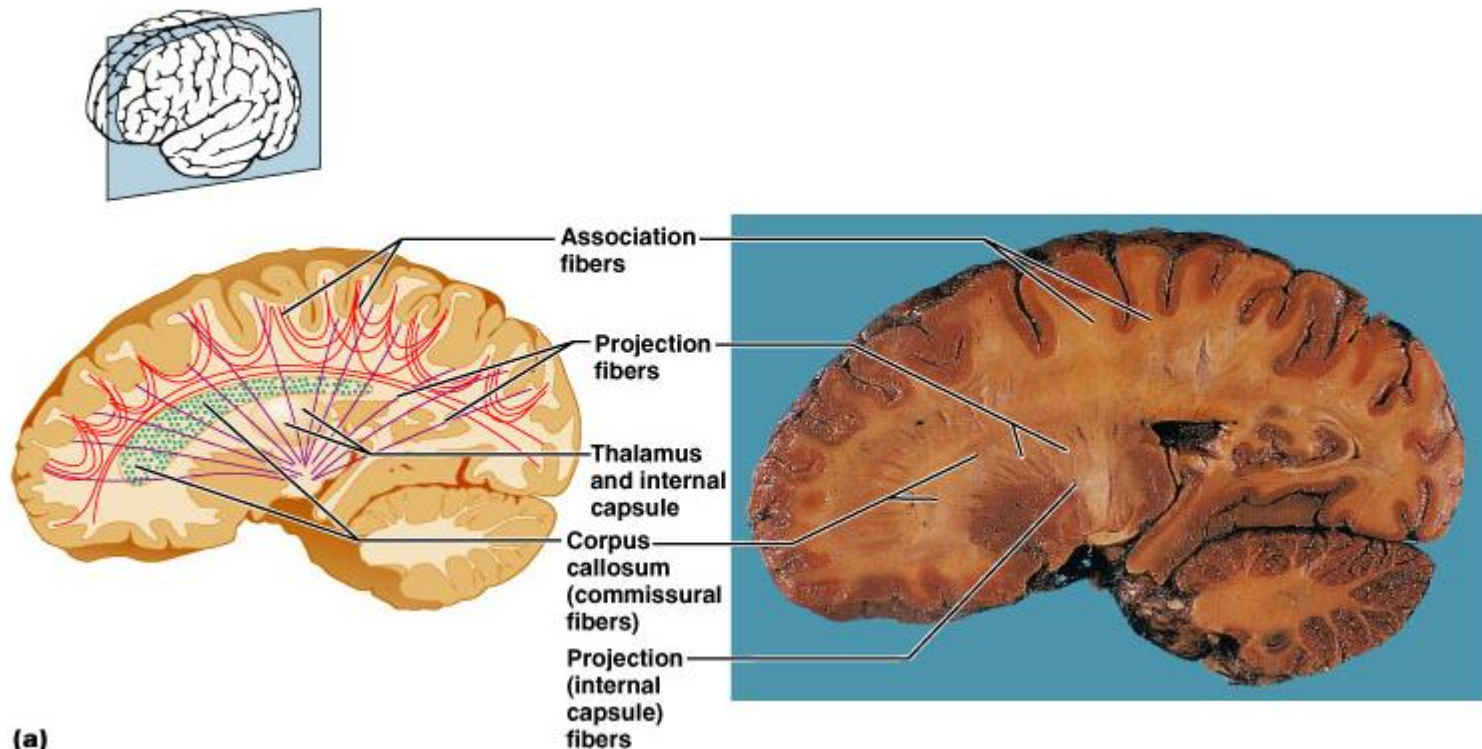 Association
fibers
Projection
fibers
Thalamus
and internal
capsule
Corpus
callosum
(commissural
fibers)
Projection
(internal
capsule)
fibers
(a)